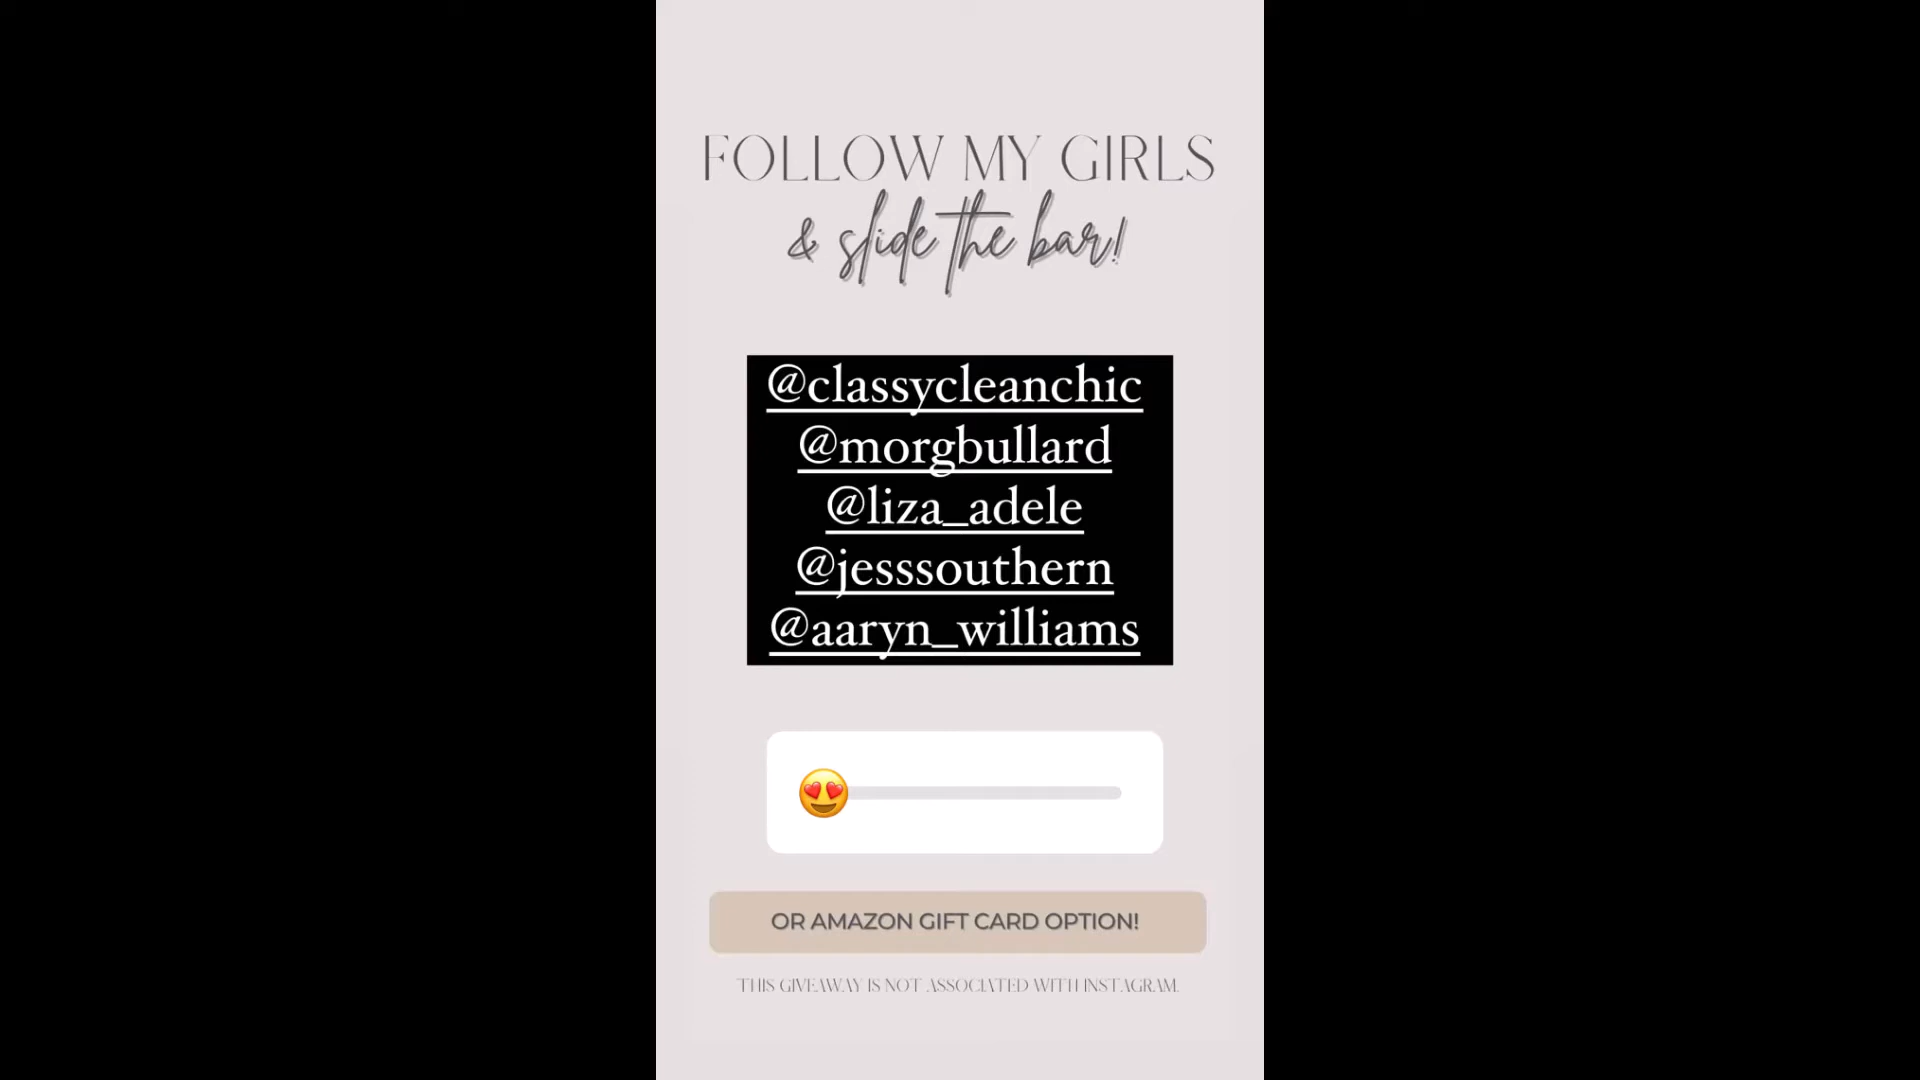 FOLLOW MY GIRLS
& slide the bar!
@classycleanchic
@morgbullard
@liza_adele
@jesssouthern
@aaryn_williams
OR AMAZON GIFT CARD OPTION!
THIS GIVEAWAY IS NOT ASSOCIATED WITH INSTAGRAM.